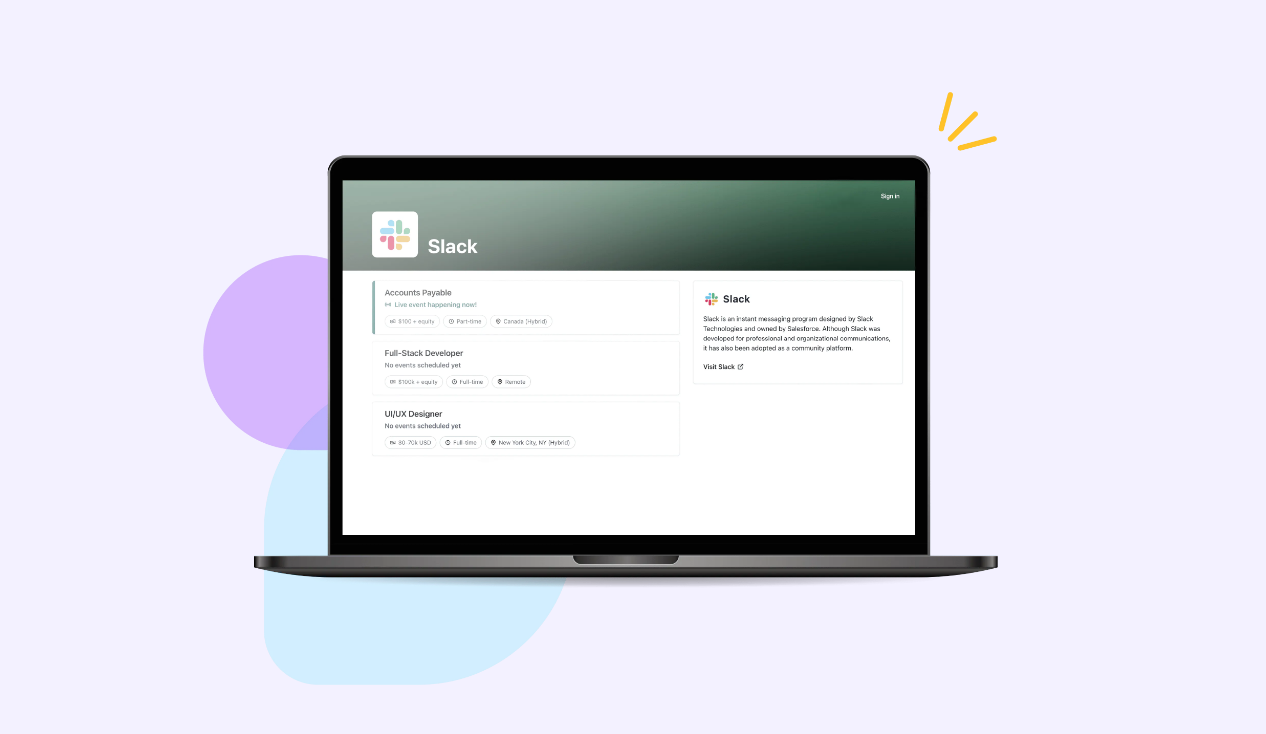 Sign in
Slack
Accounts Payable
Live event happening now!
$100 + equity
Part-time
Canada (Hybrid)
Full-Stack Developer
No events scheduled yet
$100k + equity
Full-time
Remote
UI/UX Designer
No events scheduled yet
80-70k USD
Full-time
New York City, NY (Hybrid)
Slack
Slack is an instant messaging program designed by Slack
Technologies and owned by Salesforce. Although Slack was
developed for professional and organizational communications,
it has also been adopted as a community platform.
Visit Slack